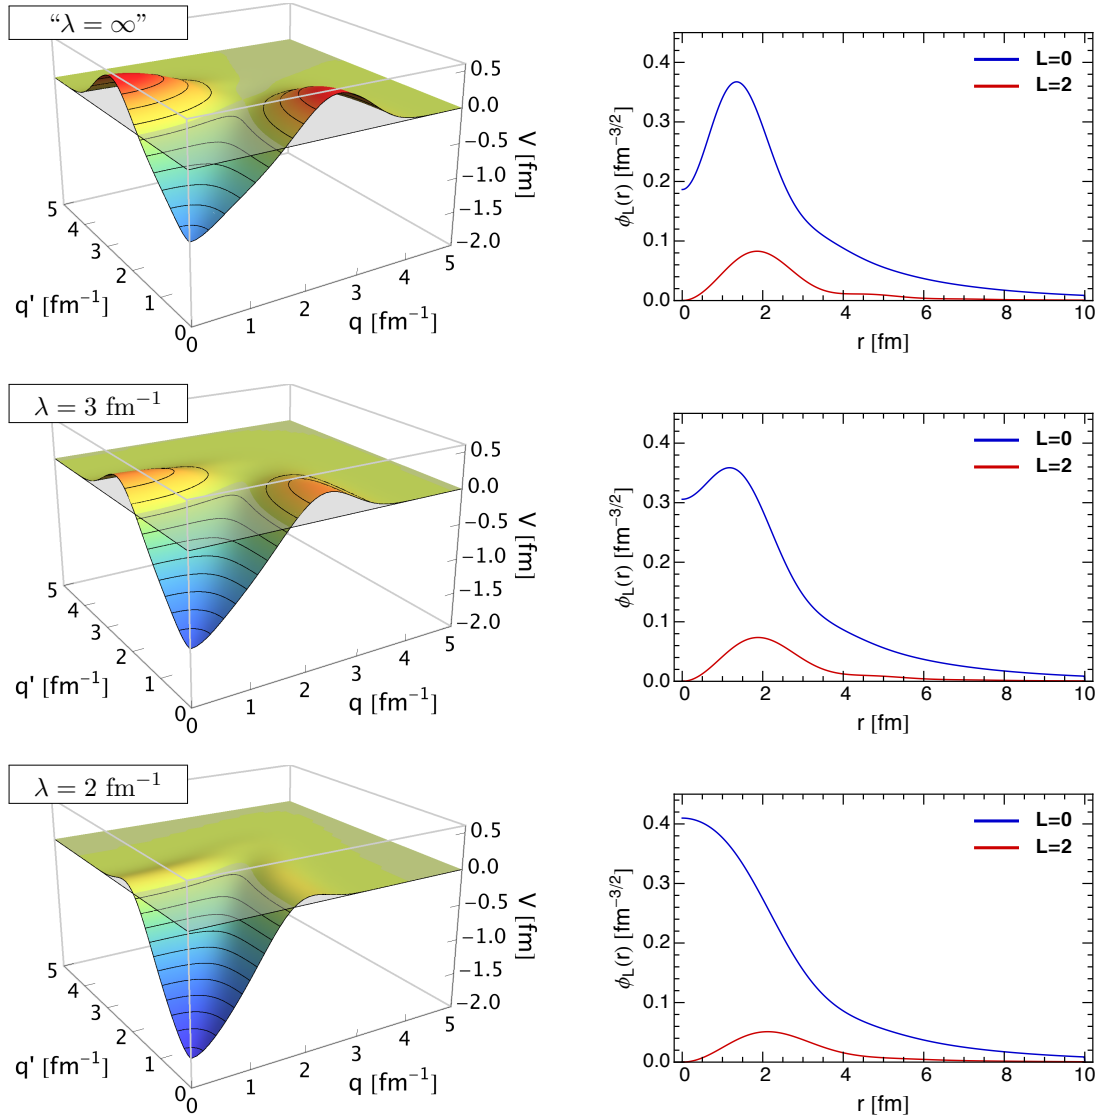 “λ = ∞”
0.5
0.0
−0.5
−1.0
−1.5
−2.0
V [fm]
5
4
3
2
1
0
q' [fm⁻¹]
0
1
2
3
4
5
q [fm⁻¹]
L=0
L=2
0.4
0.3
0.2
0.1
0.0
ϕL(r) [fm⁻³/²]
0 2 4 6 8 10
r [fm]
λ = 3 fm⁻¹
0.5
0.0
−0.5
−1.0
−1.5
−2.0
V [fm]
5
4
3
2
1
0
q' [fm⁻¹]
0
1
2
3
4
5
q [fm⁻¹]
L=0
L=2
0.4
0.3
0.2
0.1
0.0
ϕL(r) [fm⁻³/²]
0 2 4 6 8 10
r [fm]
λ = 2 fm⁻¹
0.5
0.0
−0.5
−1.0
−1.5
−2.0
V [fm]
5
4
3
2
1
0
q' [fm⁻¹]
0
1
2
3
4
5
q [fm⁻¹]
L=0
L=2
0.4
0.3
0.2
0.1
0.0
ϕL(r) [fm⁻³/²]
0 2 4 6 8 10
r [fm]